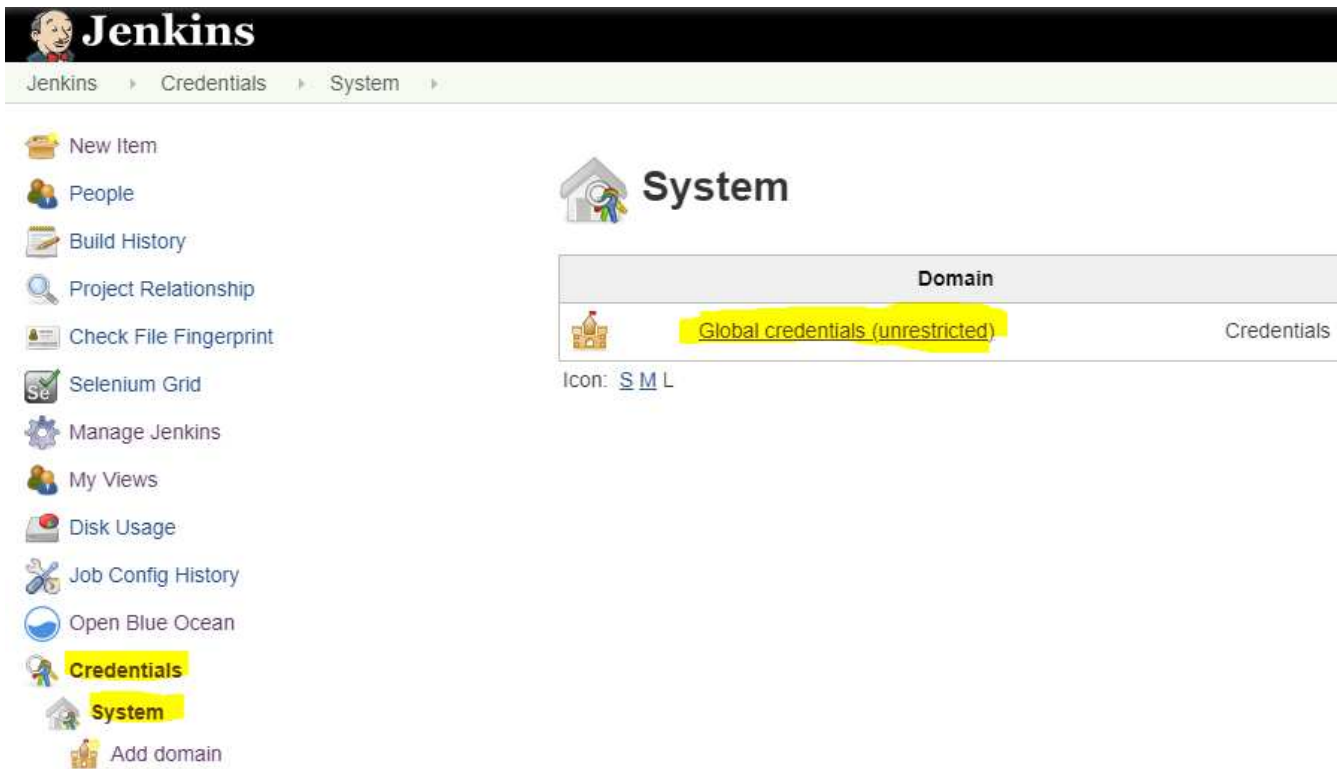 Jenkins
Jenkins Credentials System
New Item
People
Build History
Project Relationship
Check File Fingerprint
Selenium Grid
Manage Jenkins
My Views
Disk Usage
Job Config History
Open Blue Ocean
Credentials
System
Add domain
System
Domain
Global credentials (unrestricted) Credentials
Icon: S M L
Se